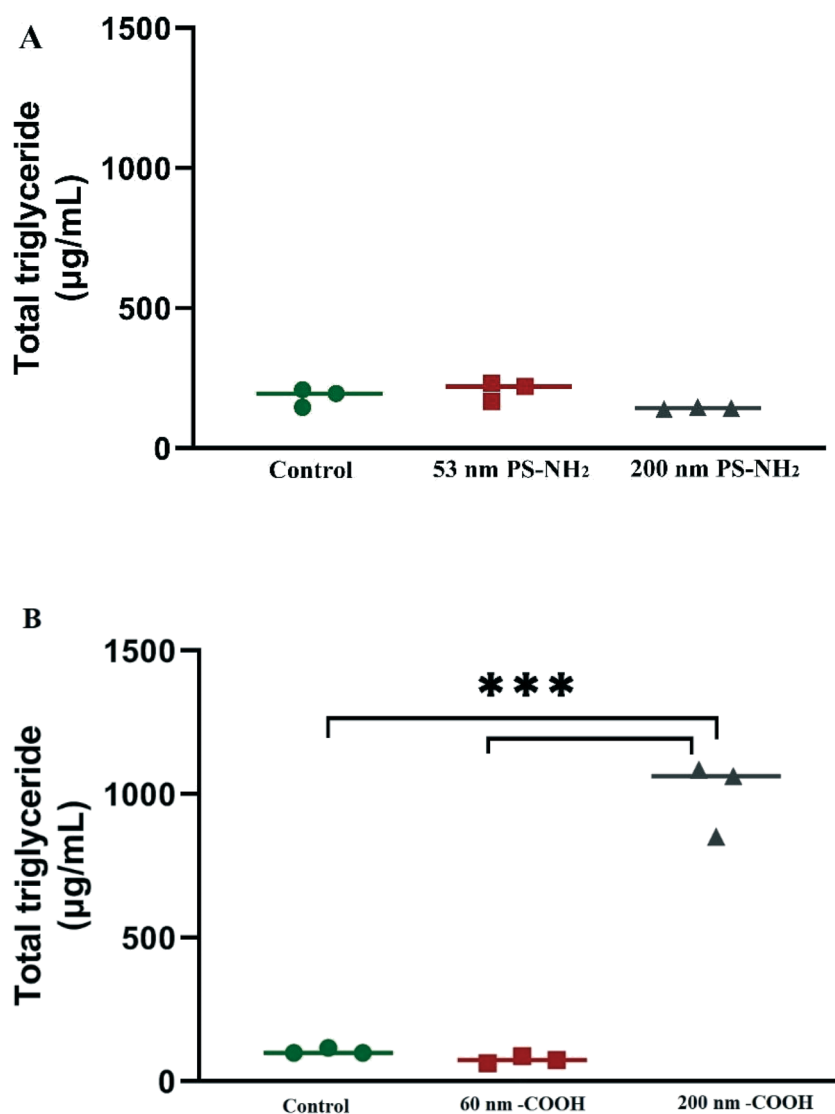 A
Total triglyceride
(µg/mL)
1500
1000
500
0
Control
53 nm PS-NH₂
200 nm PS-NH₂
B
Total triglyceride
(µg/mL)
1500
1000
500
0
***
Control
60 nm -COOH
200 nm -COOH